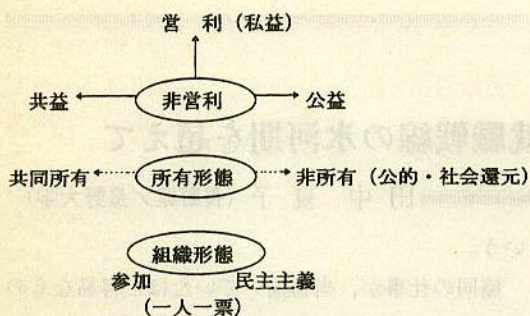 営 利 (私益)
共益 非営利 公益
共同所有 所有形態 非所有 (公的・社会還元)
組織形態
参加 民主主義
(一人一票)